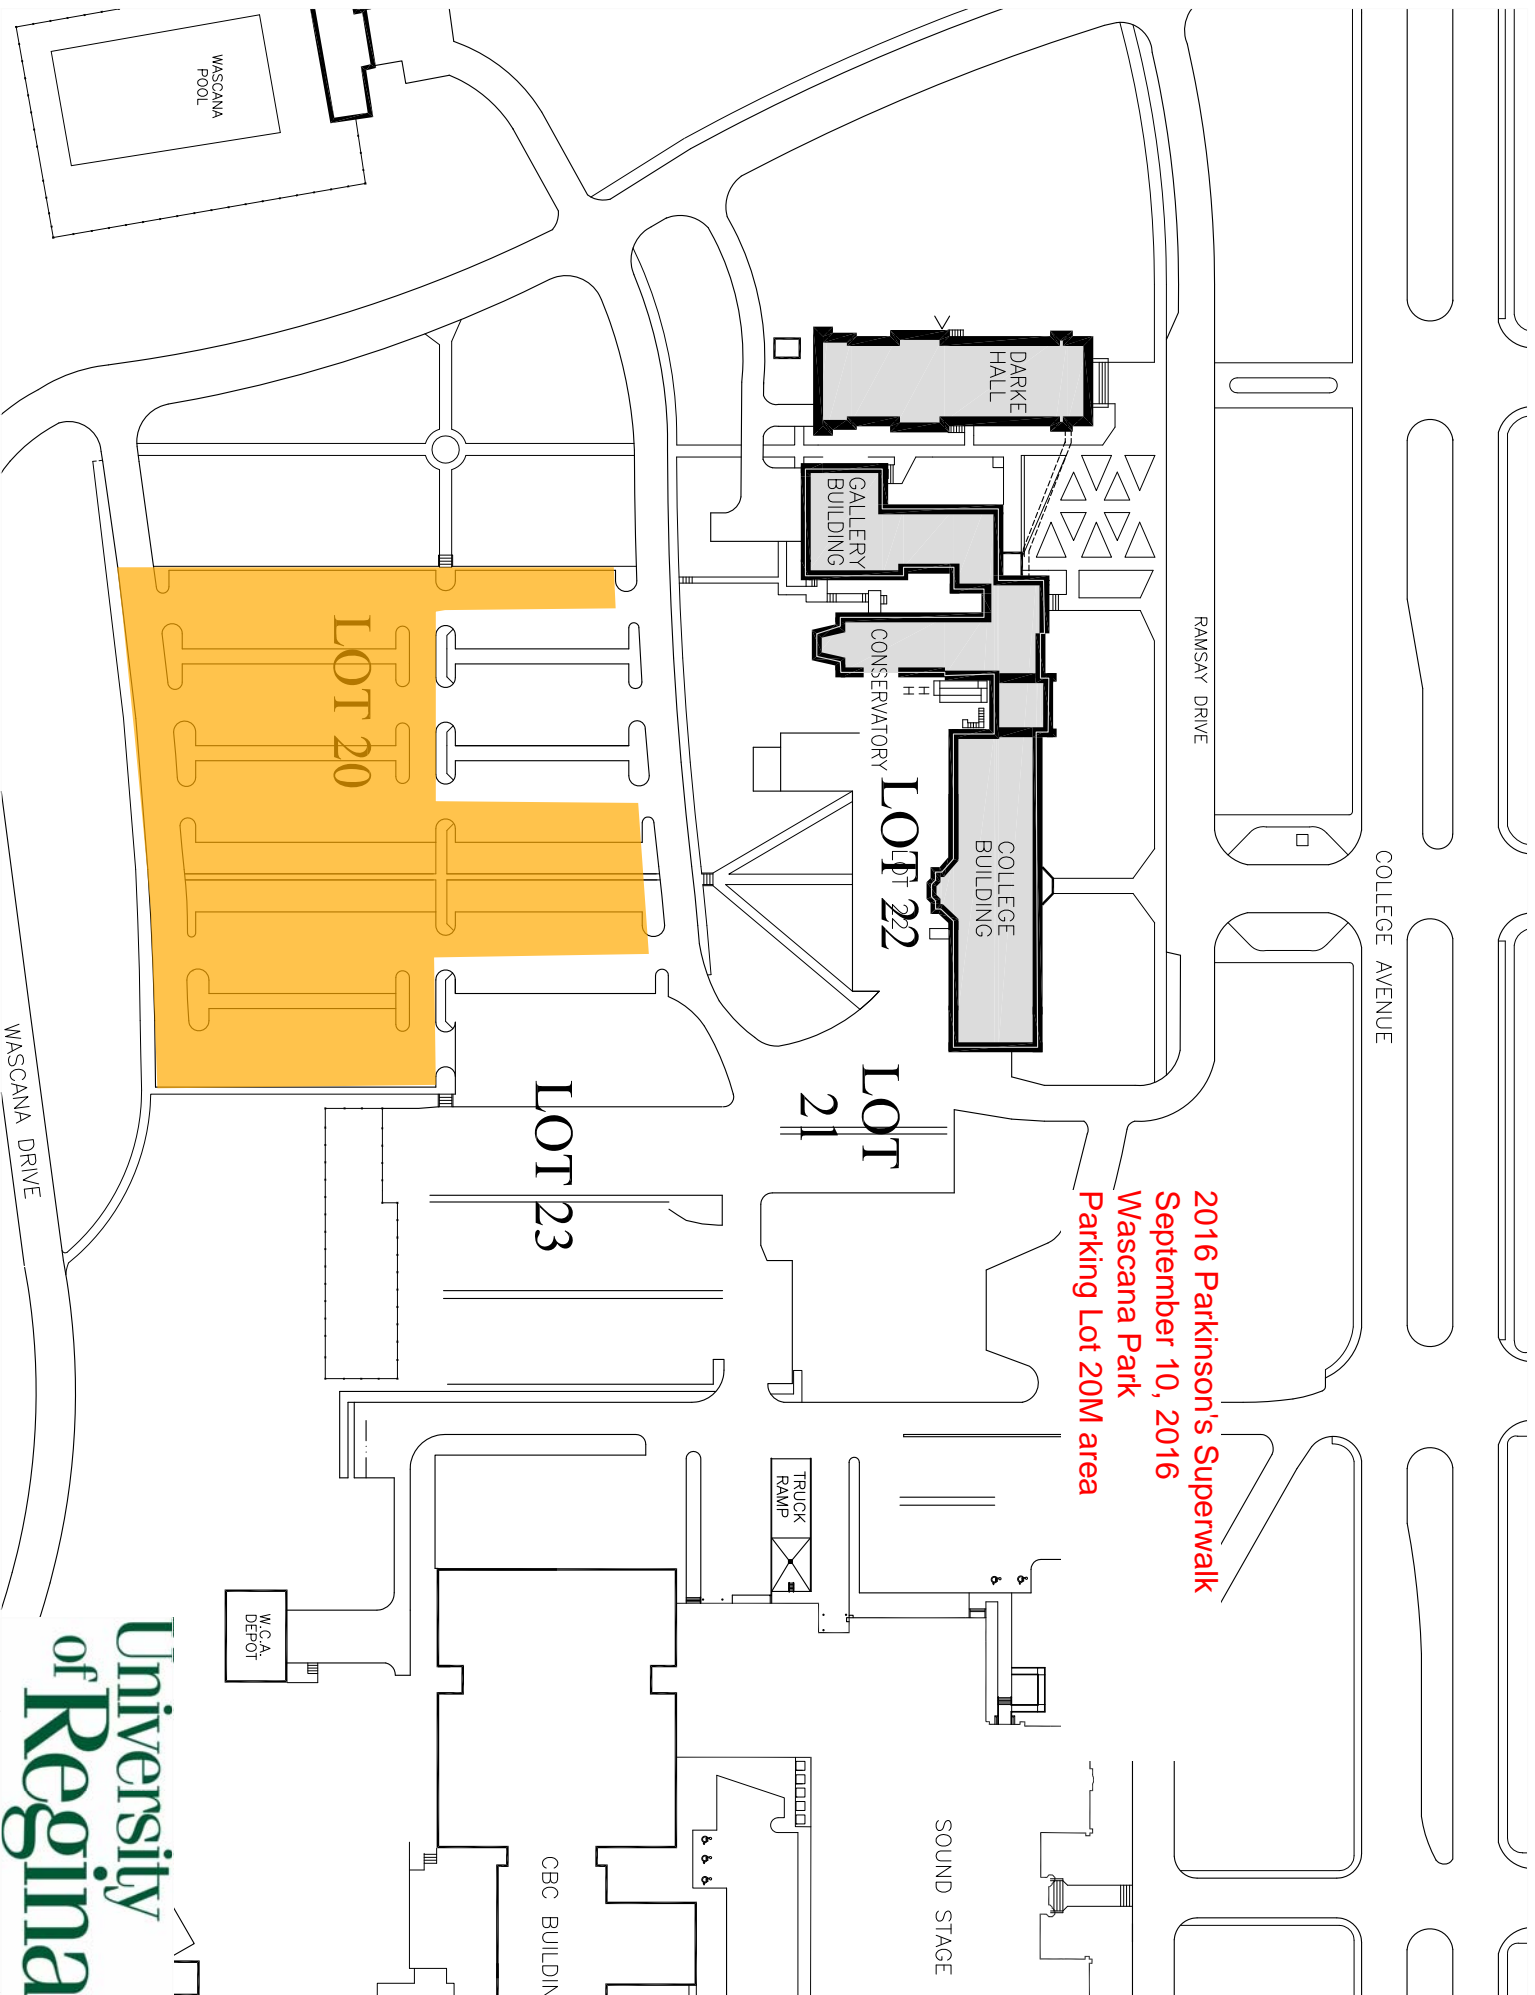 COLLEGE AVENUE
RAMSAY DRIVE
2016 Parkinson's Superwalk
September 10, 2016
Wascana Park
Parking Lot 20M area
DARKE
HALL
COLLEGE
BUILDING
SOUND STAGE
GALLERY
BUILDING
CONSERVATORY
H
H
LOT 22
LOT 22
LOT
21
TRUCK
RAMP
LOT 23
CBC BUILDIN
LOT 20
W.C.A.
DEPOT
WASCANA
POOL
WASCANA DRIVE
University
of Regina